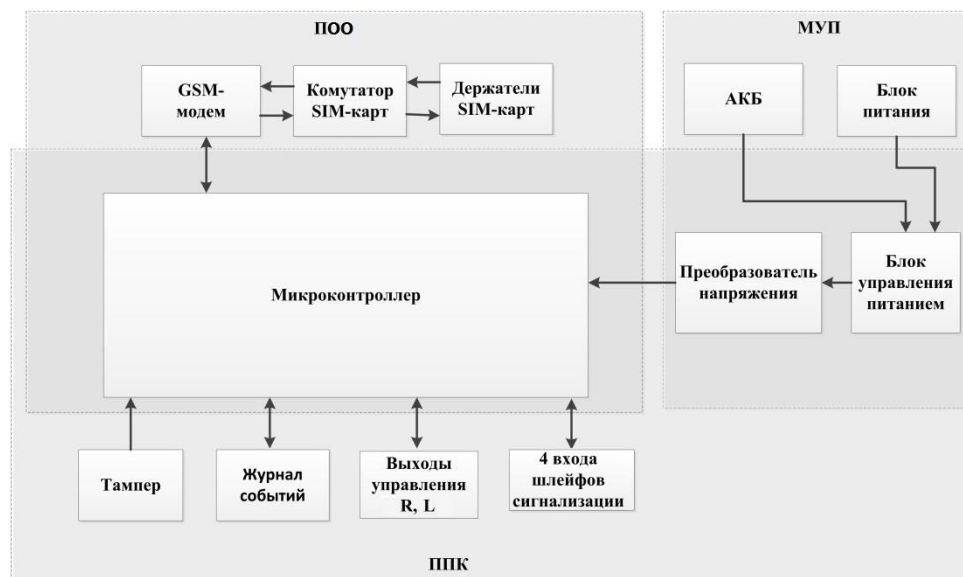 ПОО
МУП
GSM-
модем
Комутатор
SIM-карт
Держатели
SIM-карт
АКБ
Блок
питания
Микроконтроллер
Преобразователь
напряжения
Блок
управления
питанием
Тампер
Журнал
событий
Выходы
управления
R, L
4 входа
шлейфов
сигнализации
ППК